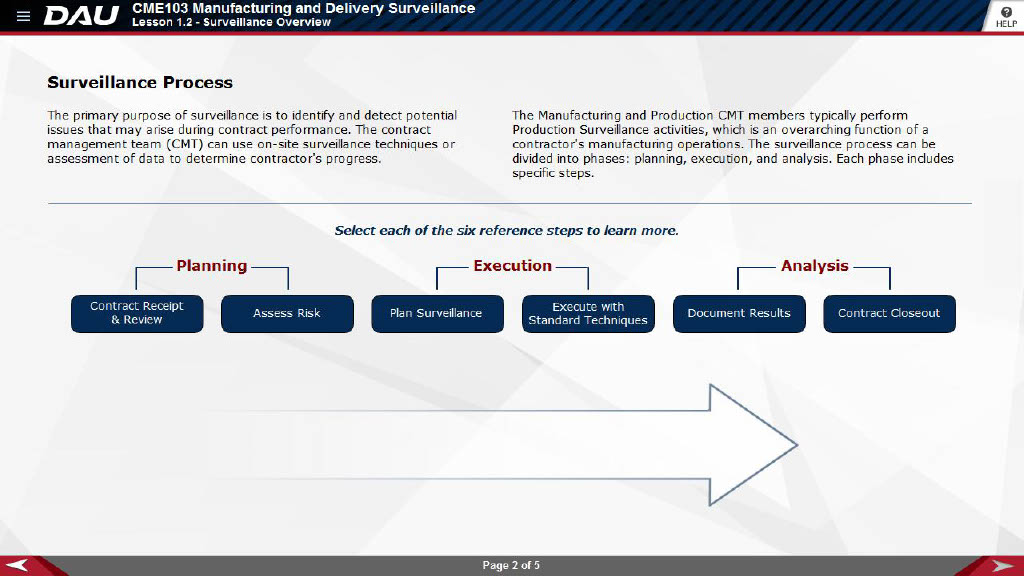 DAU
CME103 Manufacturing and Delivery Surveillance
Lesson 1.2 - Surveillance Overview
HELP
Surveillance Process
The primary purpose of surveillance is to identify and detect potential
issues that may arise during contract performance. The contract
management team (CMT) can use on-site surveillance techniques or
assessment of data to determine contractor's progress.
The Manufacturing and Production CMT members typically perform
Production Surveillance activities, which is an overarching function of a
contractor's manufacturing operations. The surveillance process can be
divided into phases: planning, execution, and analysis. Each phase includes
specific steps.
Select each of the six reference steps to learn more.
Planning
Execution
Analysis
Contract Receipt
& Review
Assess Risk
Plan Surveillance
Execute with
Standard Techniques
Document Results
Contract Closeout
Page 2 of 5